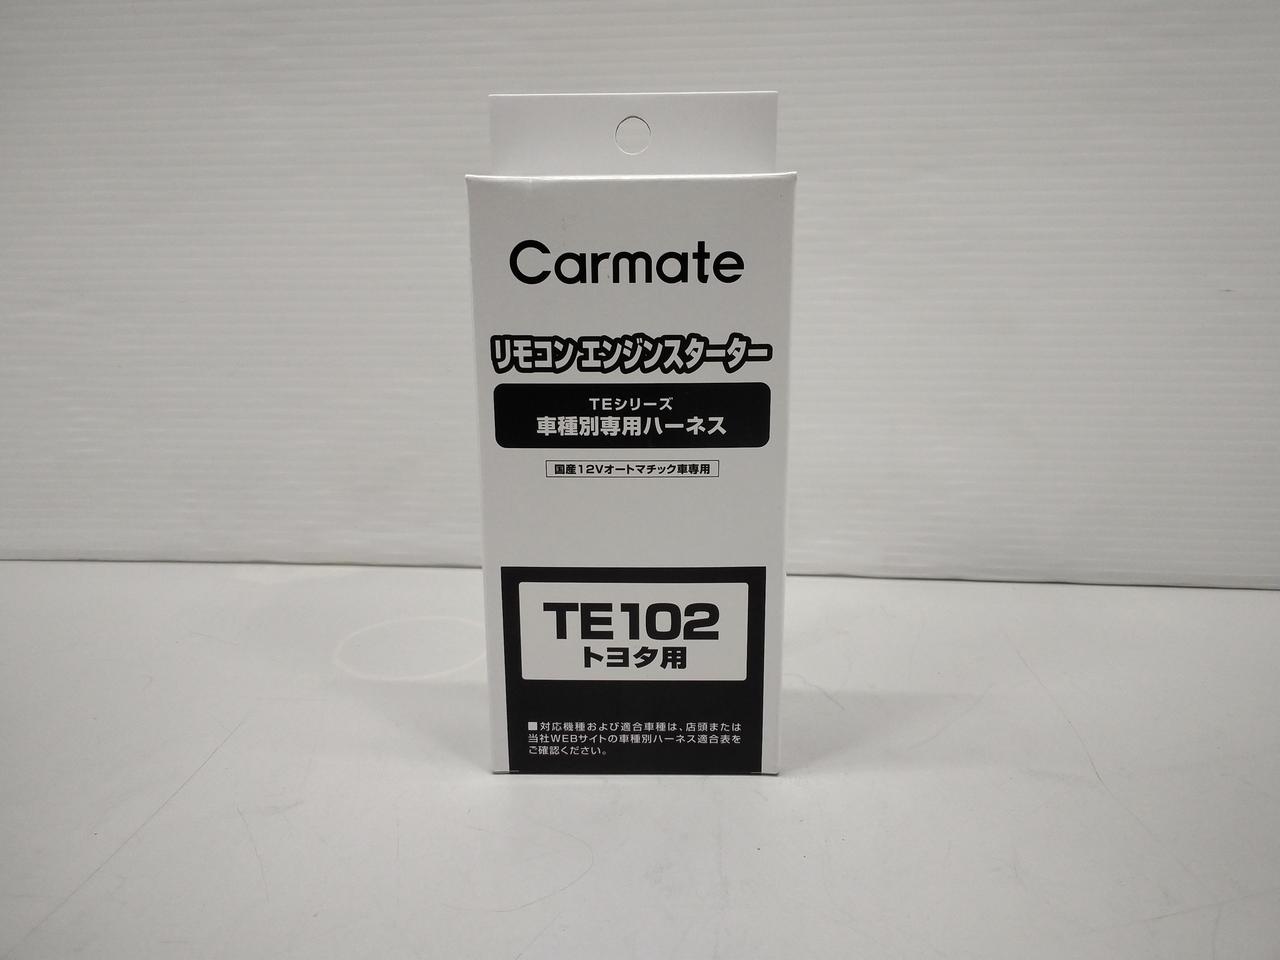 Carmate
リモコン・エンジンスターター
TEシリーズ
車種別専用ハーネス
国産12Vオートマチック車専用
TE102
トヨタ用
■対応機種および適合車種は、店頭または
当社WEBサイトの車種別ハーネス適合表を
ご確認ください。